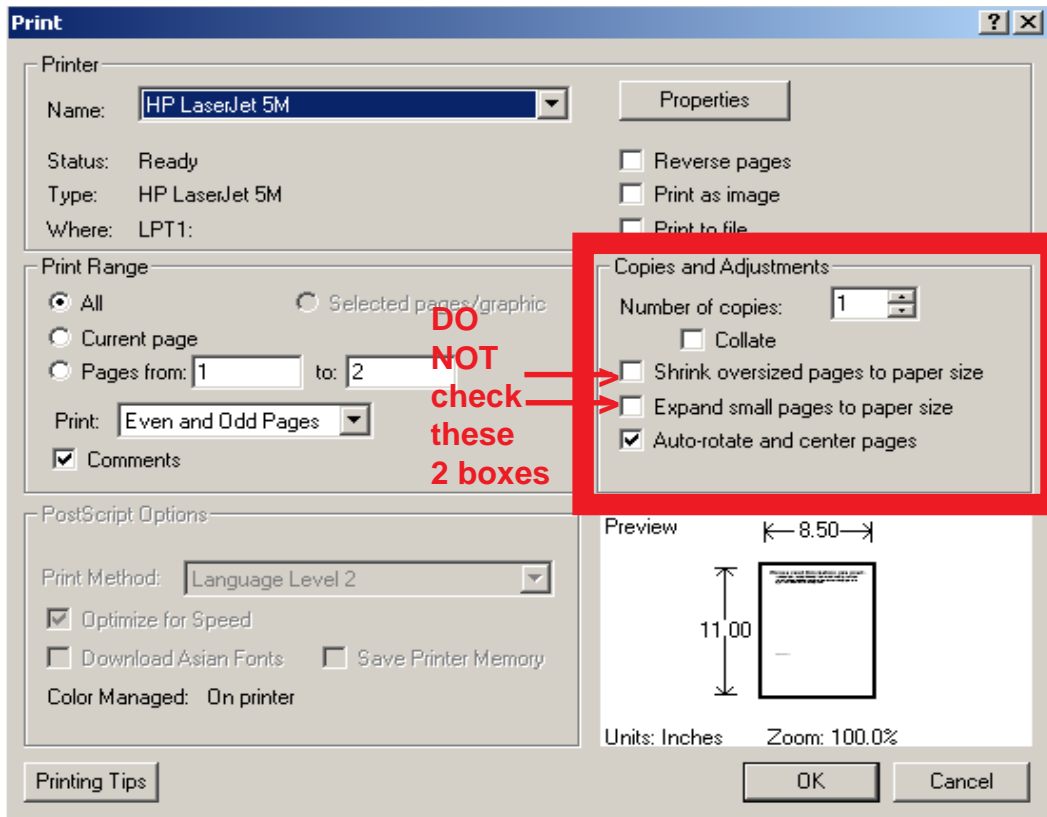 Print
Printer
Name: HP LaserJet 5M
Properties
Status: Ready
Type: HP LaserJet 5M
Where: LPT1:
Reverse pages
Print as image
Print to file
Print Range
All
Selected pages/graphic
Current page
Pages from: 1 to: 2
Print: Even and Odd Pages
Comments
DO
NOT
check
these
2 boxes
Copies and Adjustments
Number of copies: 1
Collate
Shrink oversized pages to paper size
Expand small pages to paper size
Auto-rotate and center pages
PostScript Options
Print Method: Language Level 2
Optimize for Speed
Download Asian Fonts
Save Printer Memory
Color Managed: On printer
Preview
8.50
11.00
Units: Inches Zoom: 100.0%
Printing Tips
OK
Cancel